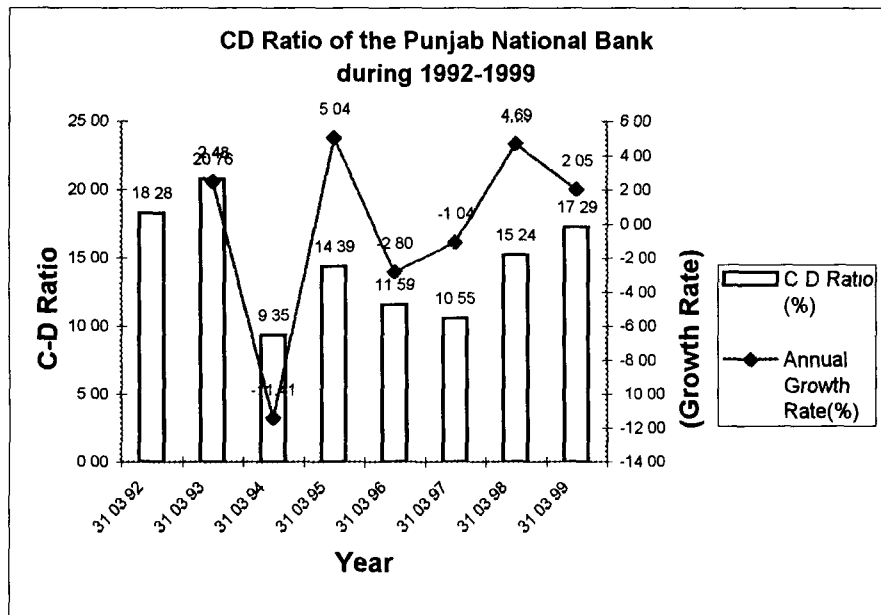 CD Ratio of the Punjab National Bank
during 1992-1999
C-D Ratio
25 00
20 00
15 00
10 00
5 00
0 00
18 28
2.48
20 76
9 35
-11.41
5 04
14 39
-2 80
11 59
-1 04
10 55
4.69
15 24
2 05
17 29
6 00
4 00
2 00
0 00
-2 00
-4 00
-6 00
-8 00
-10 00
-12 00
-14 00
(Growth Rate)
31 03 92
31 03 93
31 03 94
31 03 95
31 03 96
31 03 97
31 03 98
31 03 99
Year
C D Ratio
(%)
Annual
Growth
Rate(%)